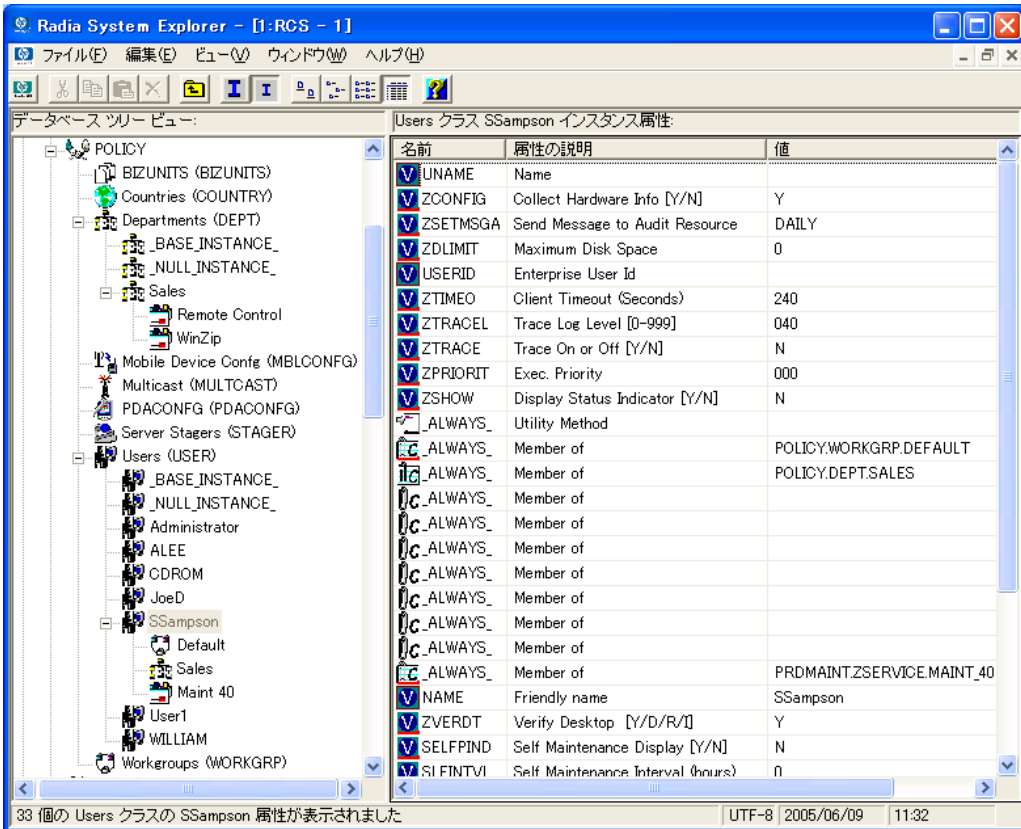 Radia System Explorer - [1:RCS - 1]
ファイル(F) 編集(E) ビュー(V) ウィンドウ(W) ヘルプ(H)
データベース ツリー ビュー:
POLICY
BIZUNITS (BIZUNITS)
Countries (COUNTRY)
Departments (DEPT)
_BASE_INSTANCE_
_NULL_INSTANCE_
Sales
Remote Control
WinZip
Mobile Device Confg (MBLCONFG)
Multicast (MULTCAST)
PDACONFG (PDACONFG)
Server Stagers (STAGER)
Users (USER)
_BASE_INSTANCE_
_NULL_INSTANCE_
Administrator
ALEE
CDROM
JoeD
SSampson
Default
Sales
Maint 40
User1
WILLIAM
Workgroups (WORKGRP)
Users クラス SSampson インスタンス属性:
名前 属性の説明 値
UNAME Name
ZCONFIG Collect Hardware Info [Y/N] Y
ZSETMSGA Send Message to Audit Resource DAILY
ZDLIMIT Maximum Disk Space 0
USERID Enterprise User Id
ZTIMEO Client Timeout (Seconds) 240
ZTRACEL Trace Log Level [0-999] 040
ZTRACE Trace On or Off [Y/N] N
ZPRIORIT Exec. Priority 000
ZSHOW Display Status Indicator [Y/N] N
_ALWAYS_ Utility Method
_ALWAYS_ Member of POLICY.WORKGRP.DEFAULT
_ALWAYS_ Member of POLICY.DEPT.SALES
_ALWAYS_ Member of
_ALWAYS_ Member of
_ALWAYS_ Member of
_ALWAYS_ Member of
_ALWAYS_ Member of
_ALWAYS_ Member of
_ALWAYS_ Member of
_ALWAYS_ Member of PRDMAINT.ZSERVICE.MAINT_40
NAME Friendly name SSampson
ZVERDT Verify Desktop [Y/D/R/I] Y
SELFPIND Self Maintenance Display [Y/N] N
SLFINTVL Self Maintenance Interval (hours) 0
33 個の Users クラスの SSampson 属性が表示されました UTF-8 2005/06/09 11:32